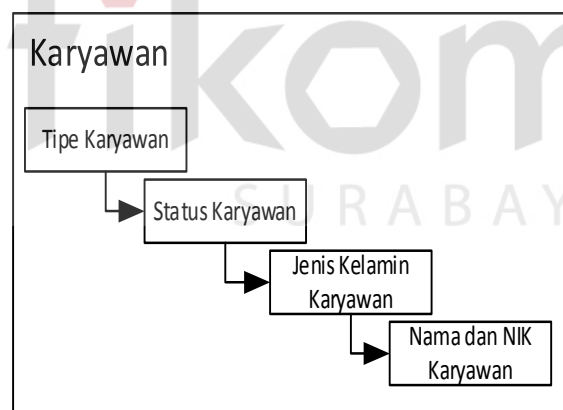 tikom
SURABAY
Karyawan
Tipe Karyawan
Status Karyawan
Jenis Kelamin
Karyawan
Nama dan NIK
Karyawan